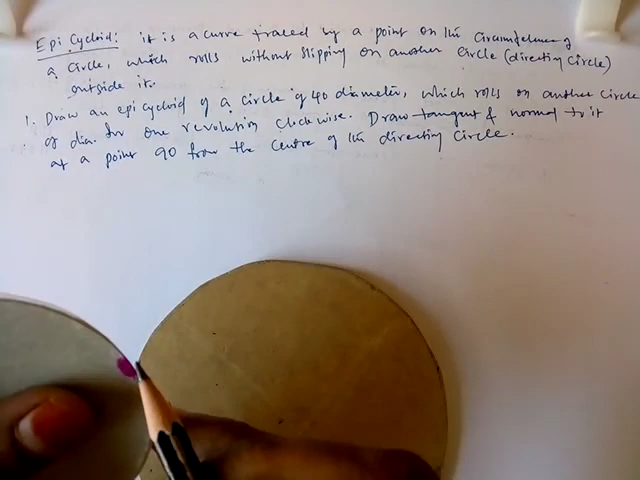 Epi Cycloid: it is a curve traced by a point on the circumference of
a circle, which rolls without slipping on another circle (directing circle)
outside it.
1. Draw an epi cycloid of a circle of 40 diameter, which rolls on another circle
of dia. for one revolution clockwise. Draw tangent & normal to it
at a point 90 from the centre of the directing circle.